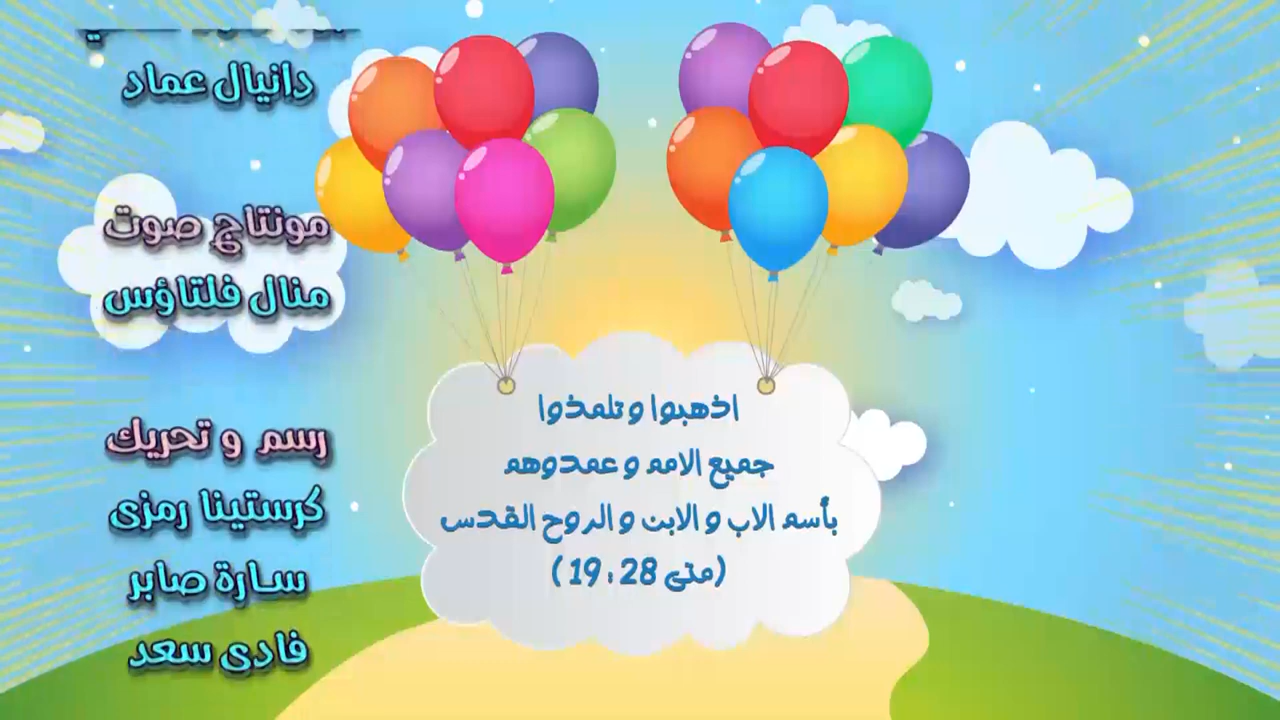 دانيال عماد
مونتاج صوت
منال فلتاؤس
رسم و تحريك
كرستينا رمزى
سارة صابر
فادى سعد
اذهبوا وتلمذوا
جميع الامم و عمدوهم
بأسم الاب و الابن و الروح القدس
(متى 28 : 19)